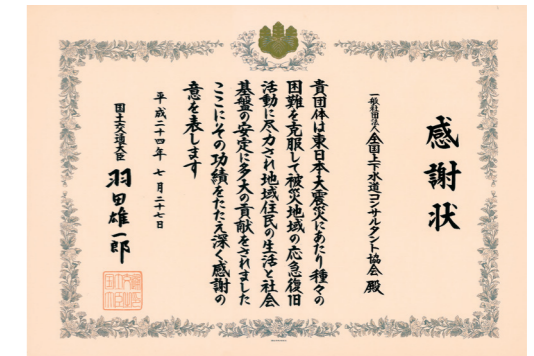 感謝状
一般社団法人全国上下水道コンサルタント協会 殿
貴団体は東日本大震災にあたり種々の
困難を克服して被災地域の応急復旧
活動に尽力され地域住民の生活と社会
基盤の安定に多大の貢献をされました
ここにその功績をたたえ深く感謝の
意を表します
平成二十四年 七月二十七日
国土交通大臣 羽田雄一郎